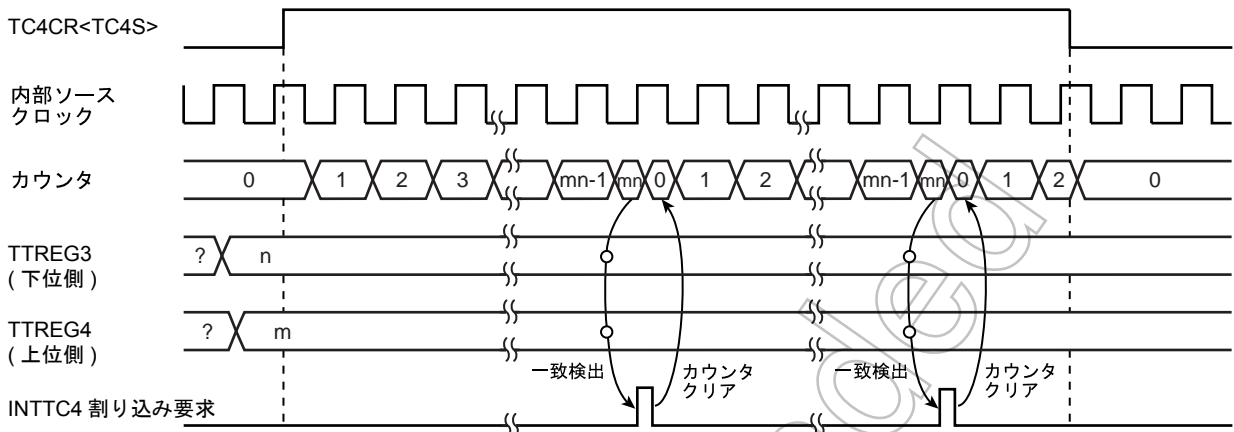 TC4CR<TC4S>
内部ソース
クロック
カウンタ
0 1 2 3 mn-1 mn 0 1 2 mn-1 mn 0 1 2 0
TTREG3
( 下位側 )
? n
TTREG4
( 上位側 )
? m
一致検出
カウンタ
クリア
一致検出
カウンタ
クリア
INTTC4 割り込み要求